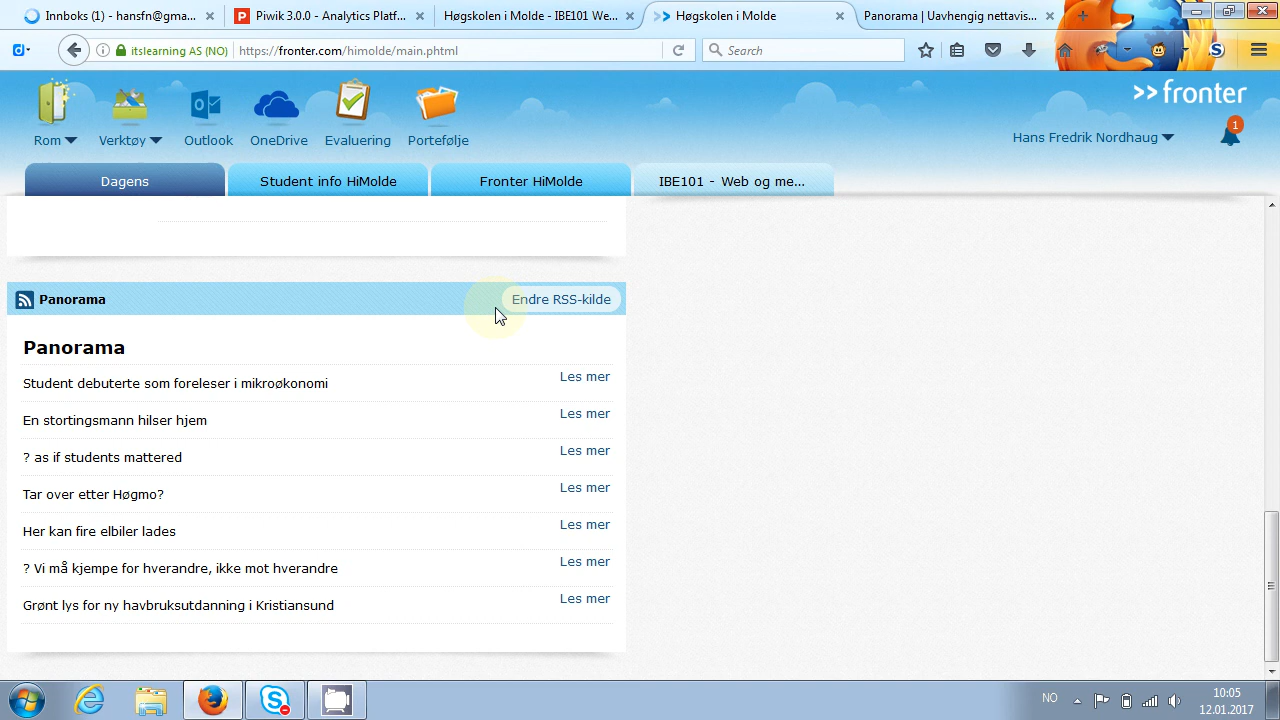 Innboks (1) - hansfn@gma...
Piwik 3.0.0 - Analytics Platf...
Høgskolen i Molde - IBE101 We...
Høgskolen i Molde
Panorama | Uavhengig nettavis...
itslearning AS (NO)
https://fronter.com/himolde/main.phtml
Search
Rom
Verktøy
Outlook
OneDrive
Evaluering
Portefølje
>>fronter
Hans Fredrik Nordhaug
1
Dagens
Student info HiMolde
Fronter HiMolde
IBE101 - Web og me...
Panorama
Endre RSS-kilde
Panorama
Student debuterte som foreleser i mikroøkonomi Les mer
En stortingsmann hilser hjem Les mer
? as if students mattered Les mer
Tar over etter Høgmo? Les mer
Her kan fire elbiler lades Les mer
? Vi må kjempe for hverandre, ikke mot hverandre Les mer
Grønt lys for ny havbruksutdanning i Kristiansund Les mer
NO
10:05
12.01.2017